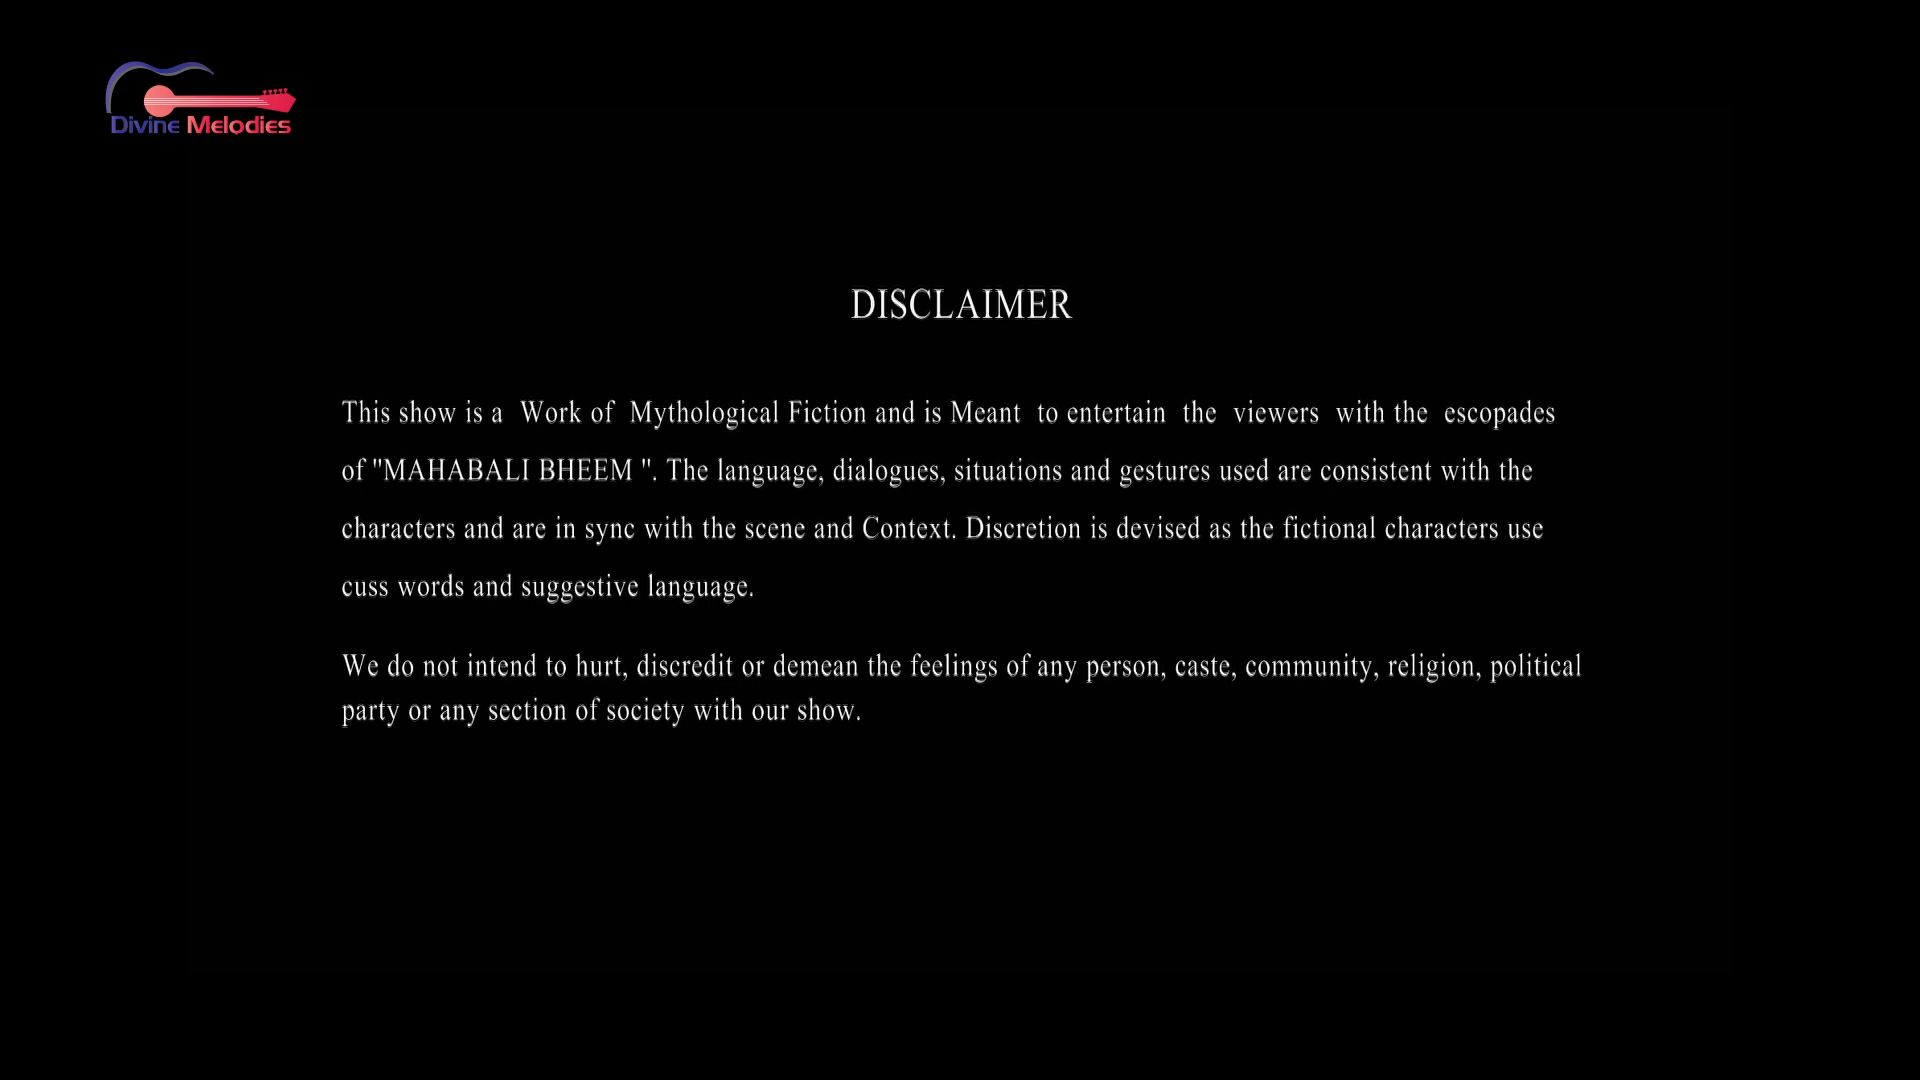 Divine Melodies
DISCLAIMER
This show is a Work of Mythological Fiction and is Meant to entertain the viewers with the escopades
of "MAHABALI BHEEM ". The language, dialogues, situations and gestures used are consistent with the
characters and are in sync with the scene and Context. Discretion is devised as the fictional characters use
cuss words and suggestive language.
We do not intend to hurt, discredit or demean the feelings of any person, caste, community, religion, political
party or any section of society with our show.